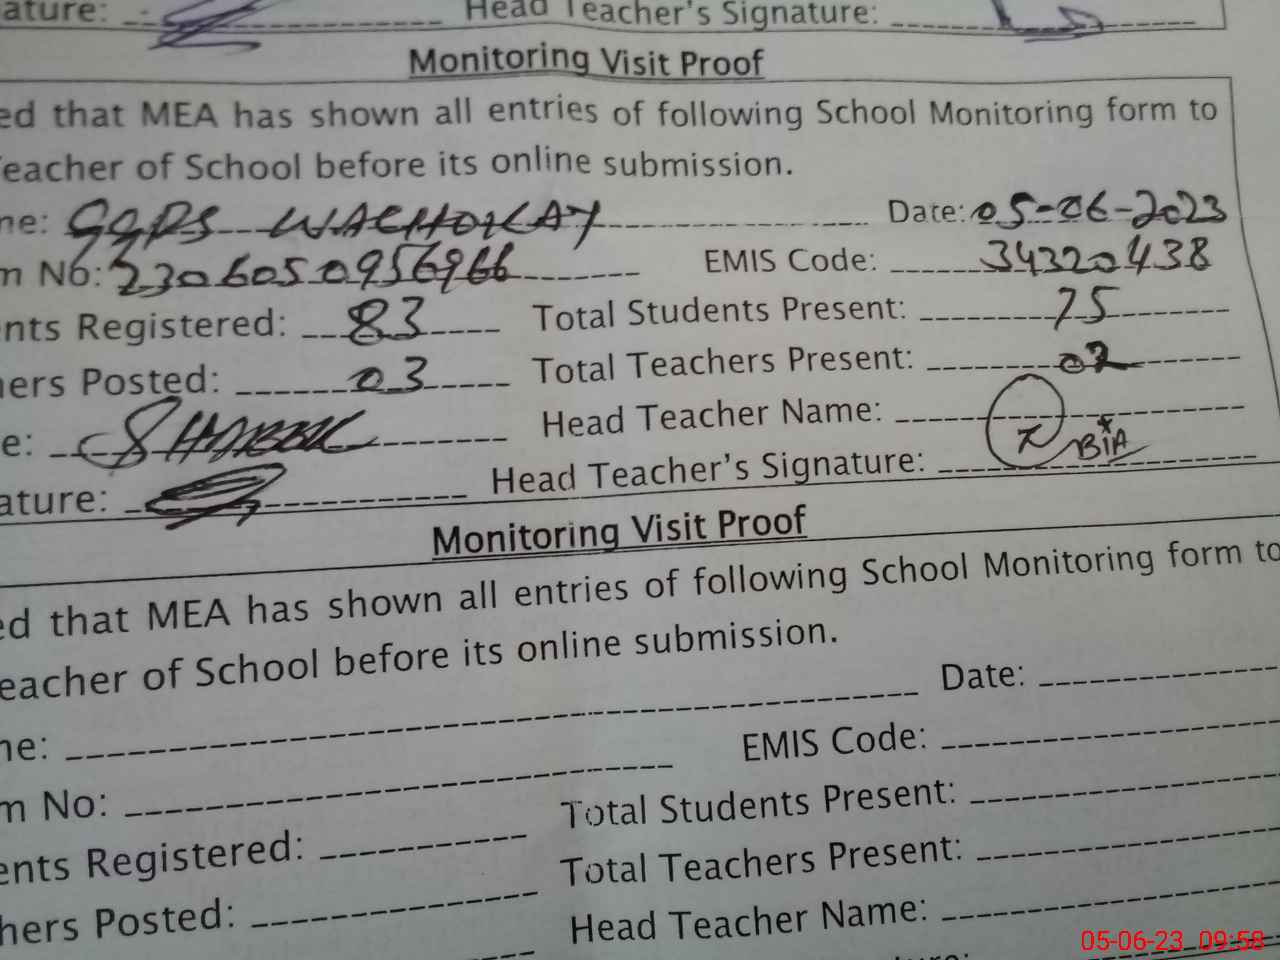 ature: Head Teacher's Signature:
Monitoring Visit Proof
ed that MEA has shown all entries of following School Monitoring form to
eacher of School before its online submission.
me: GGPS WACHOKAY Date: 05-06-2023
m No: 23060509569​66 EMIS Code: 34320438
nts Registered: 83 Total Students Present: 75
ers Posted: 03 Total Teachers Present: 02
e: Head Teacher Name:
ature: Head Teacher's Signature:
Monitoring Visit Proof
ed that MEA has shown all entries of following School Monitoring form to
eacher of School before its online submission.
ne: Date:
m No: EMIS Code:
ents Registered: Total Students Present:
hers Posted: Total Teachers Present:
Head Teacher Name:
05-06-23 09:58